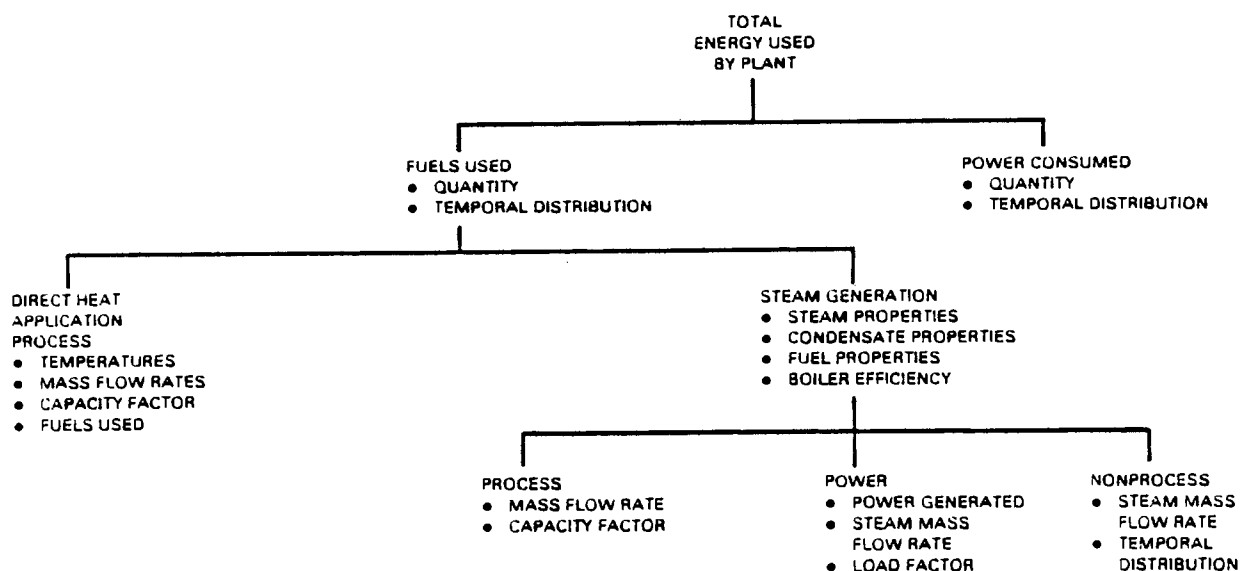 TOTAL
ENERGY USED
BY PLANT
FUELS USED
● QUANTITY
● TEMPORAL DISTRIBUTION
POWER CONSUMED
● QUANTITY
● TEMPORAL DISTRIBUTION
DIRECT HEAT
APPLICATION
PROCESS
● TEMPERATURES
● MASS FLOW RATES
● CAPACITY FACTOR
● FUELS USED
STEAM GENERATION
● STEAM PROPERTIES
● CONDENSATE PROPERTIES
● FUEL PROPERTIES
● BOILER EFFICIENCY
PROCESS
● MASS FLOW RATE
● CAPACITY FACTOR
POWER
● POWER GENERATED
● STEAM MASS
FLOW RATE
● LOAD FACTOR
NONPROCESS
● STEAM MASS
FLOW RATE
● TEMPORAL
DISTRIBUTION